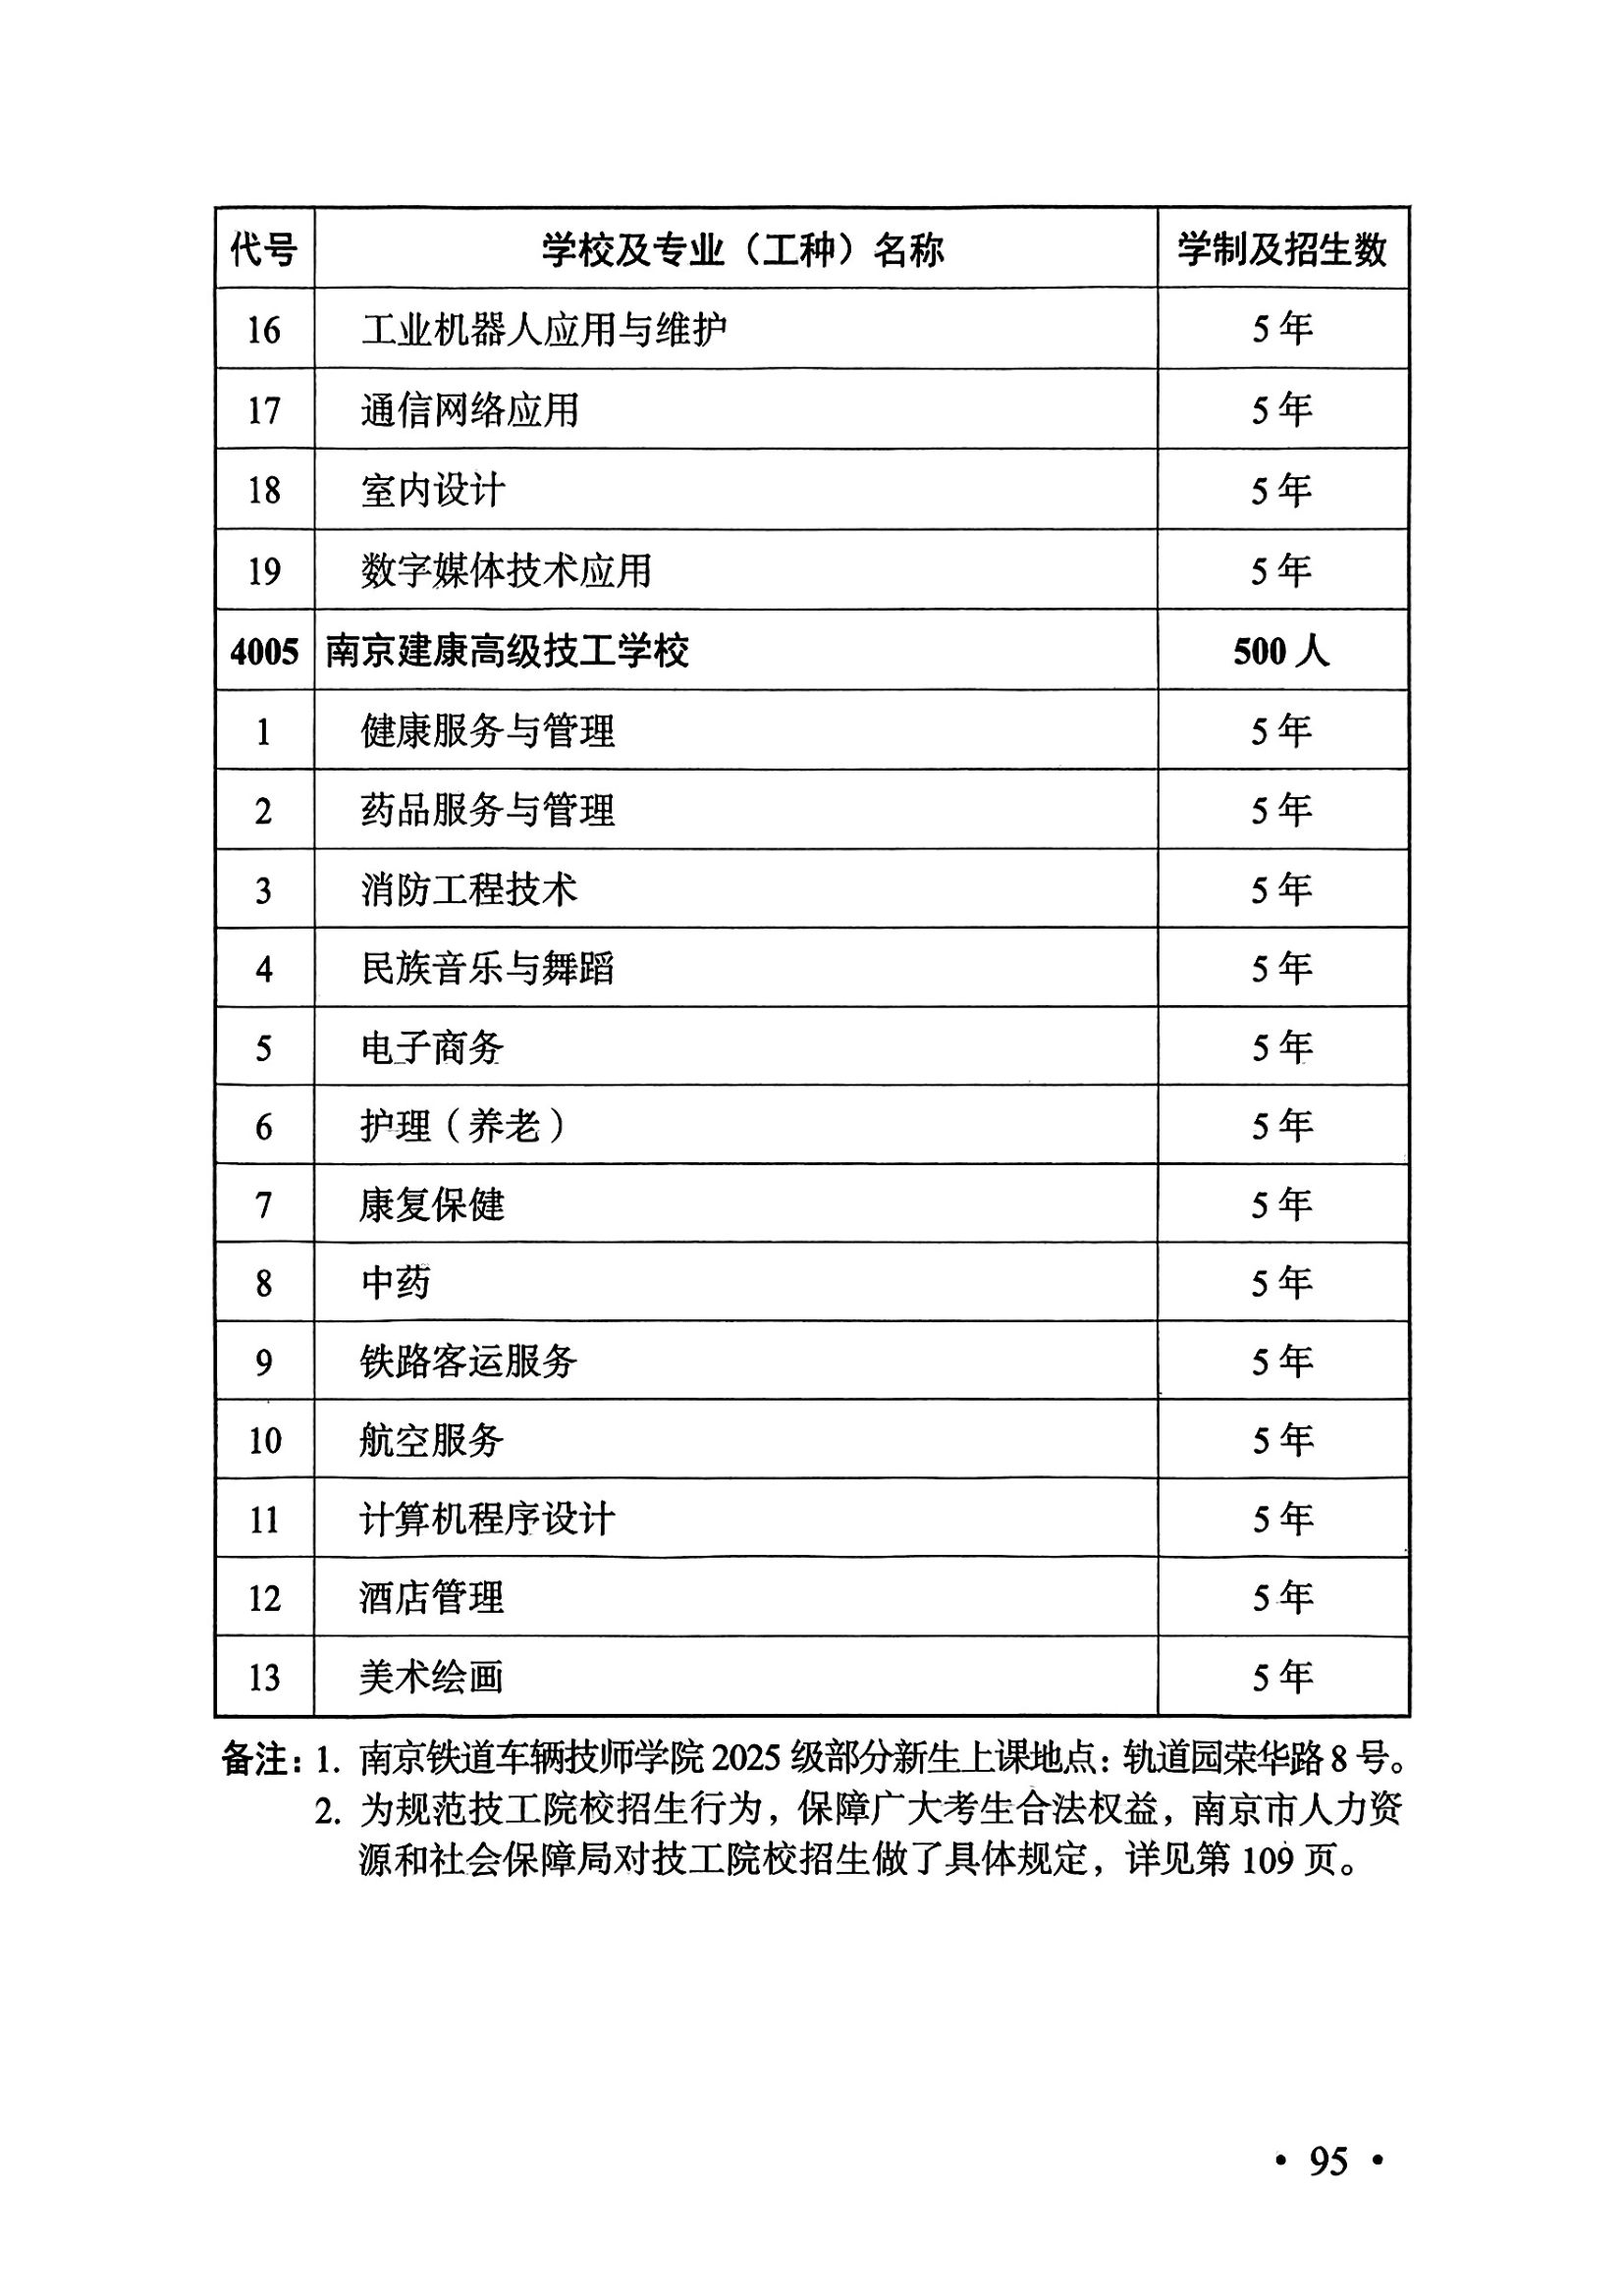 代号 学校及专业（工种）名称 学制及招生数
16 工业机器人应用与维护 5 年
17 通信网络应用 5 年
18 室内设计 5 年
19 数字媒体技术应用 5 年
4005 南京建康高级技工学校 500 人
1 健康服务与管理 5 年
2 药品服务与管理 5 年
3 消防工程技术 5 年
4 民族音乐与舞蹈 5 年
5 电子商务 5 年
6 护理（养老） 5 年
7 康复保健 5 年
8 中药 5 年
9 铁路客运服务 5 年
10 航空服务 5 年
11 计算机程序设计 5 年
12 酒店管理 5 年
13 美术绘画 5 年
备注：1. 南京铁道车辆技师学院 2025 级部分新生上课地点：轨道园荣华路 8 号。
2. 为规范技工院校招生行为，保障广大考生合法权益，南京市人力资
源和社会保障局对技工院校招生做了具体规定，详见第 109 页。
· 95 ·